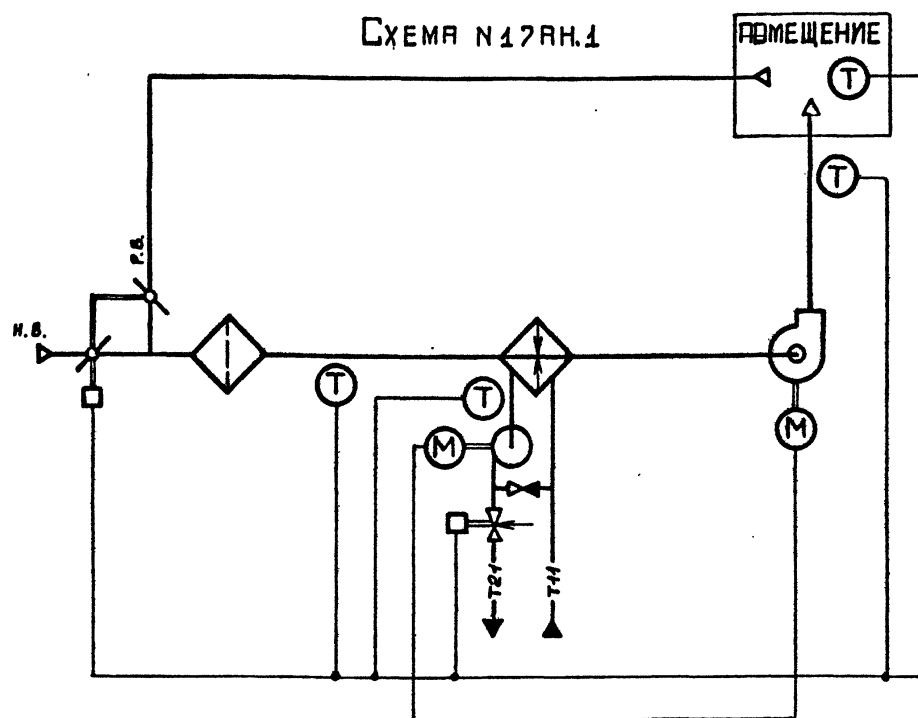 СХЕМА N17АН.1
ПОМЕЩЕНИЕ
Т
Т
Р.В.
Н.В.
Т
Т
М
М
Т21
Т11